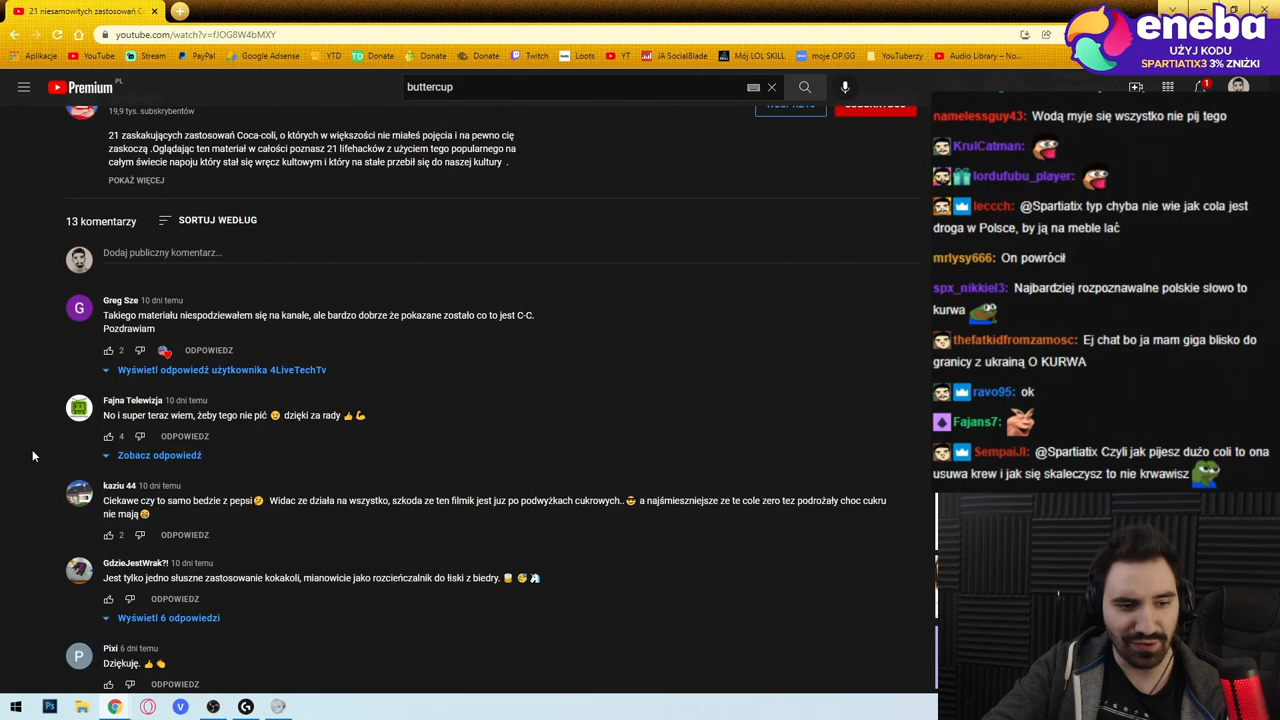 21 niesamowitych zastosowań C
eneba
UŻYJ KODU
SPARTIATIX3 3% ZNIŻKI
youtube.com/watch?v=fJOG8W4bMXY
Aplikacje
YouTube
Stream
PayPal
Google Adsense
YTD
Donate
Donate
Donate
Twitch
Loots
YT
JA SocialBlade
Mój LOL SKILL
moje OP.GG
YouTuberzy
Audio Library – No...
Premium PL
buttercup
1
19,9 tys. subskrybentów
21 zaskakujących zastosowań Coca-coli, o których w większości nie miałeś pojęcia i na pewno cię
zaskoczą .Oglądając ten materiał w całości poznasz 21 lifehacków z użyciem tego popularnego na
całym świecie napoju który stał się wręcz kultowym i który na stałe przebił się do naszej kultury .
POKAŻ WIĘCEJ
13 komentarzy
SORTUJ WEDŁUG
Dodaj publiczny komentarz...
G
Greg Sze 10 dni temu
Takiego materiału niespodziewałem się na kanale, ale bardzo dobrze że pokazane zostało co to jest C-C.
Pozdrawiam
2
ODPOWIEDZ
Wyświetl odpowiedź użytkownika 4LiveTechTv
Fajna Telewizja 10 dni temu
No i super teraz wiem, żeby tego nie pić 😉 dzięki za rady 👍💪
4
ODPOWIEDZ
Zobacz odpowiedź
kaziu 44 10 dni temu
Ciekawe czy to samo bedzie z pepsi🤔 Widac ze działa na wszystko, szkoda ze ten filmik jest juz po podwyżkach cukrowych.. 😎 a najśmieszniejsze ze te cole zero tez podrożały choc cukru
nie mają😁
2
ODPOWIEDZ
GdzieJestWrak?! 10 dni temu
Jest tylko jedno słuszne zastosowanie kokakoli, mianowicie jako rozcieńczalnik do łiski z biedry.
ODPOWIEDZ
Wyświetl 6 odpowiedzi
P
Pixi 6 dni temu
Dziękuję. 👍👏
ODPOWIEDZ
namelessguy43: Wodą myje się wszystko nie pij tego
KrulCatman:
lordufubu_player:
leccch: @Spartiatix typ chyba nie wie jak cola jest
droga w Polsce, by ją na meble lać
mrlysy666: On powrócił
spx_nikkiel3: Najbardziej rozpoznawalne polskie słowo to
kurwa
thefatkidfromzamosc: Ej chat bo ja mam giga blisko do
granicy z ukrainą O KURWA
ravo95: ok
Fajans7:
SempaiJI: @Spartiatix Czyli jak pijesz dużo coli to ona
usuwa krew i jak się skaleczysz to nie krwawisz
Ps
V